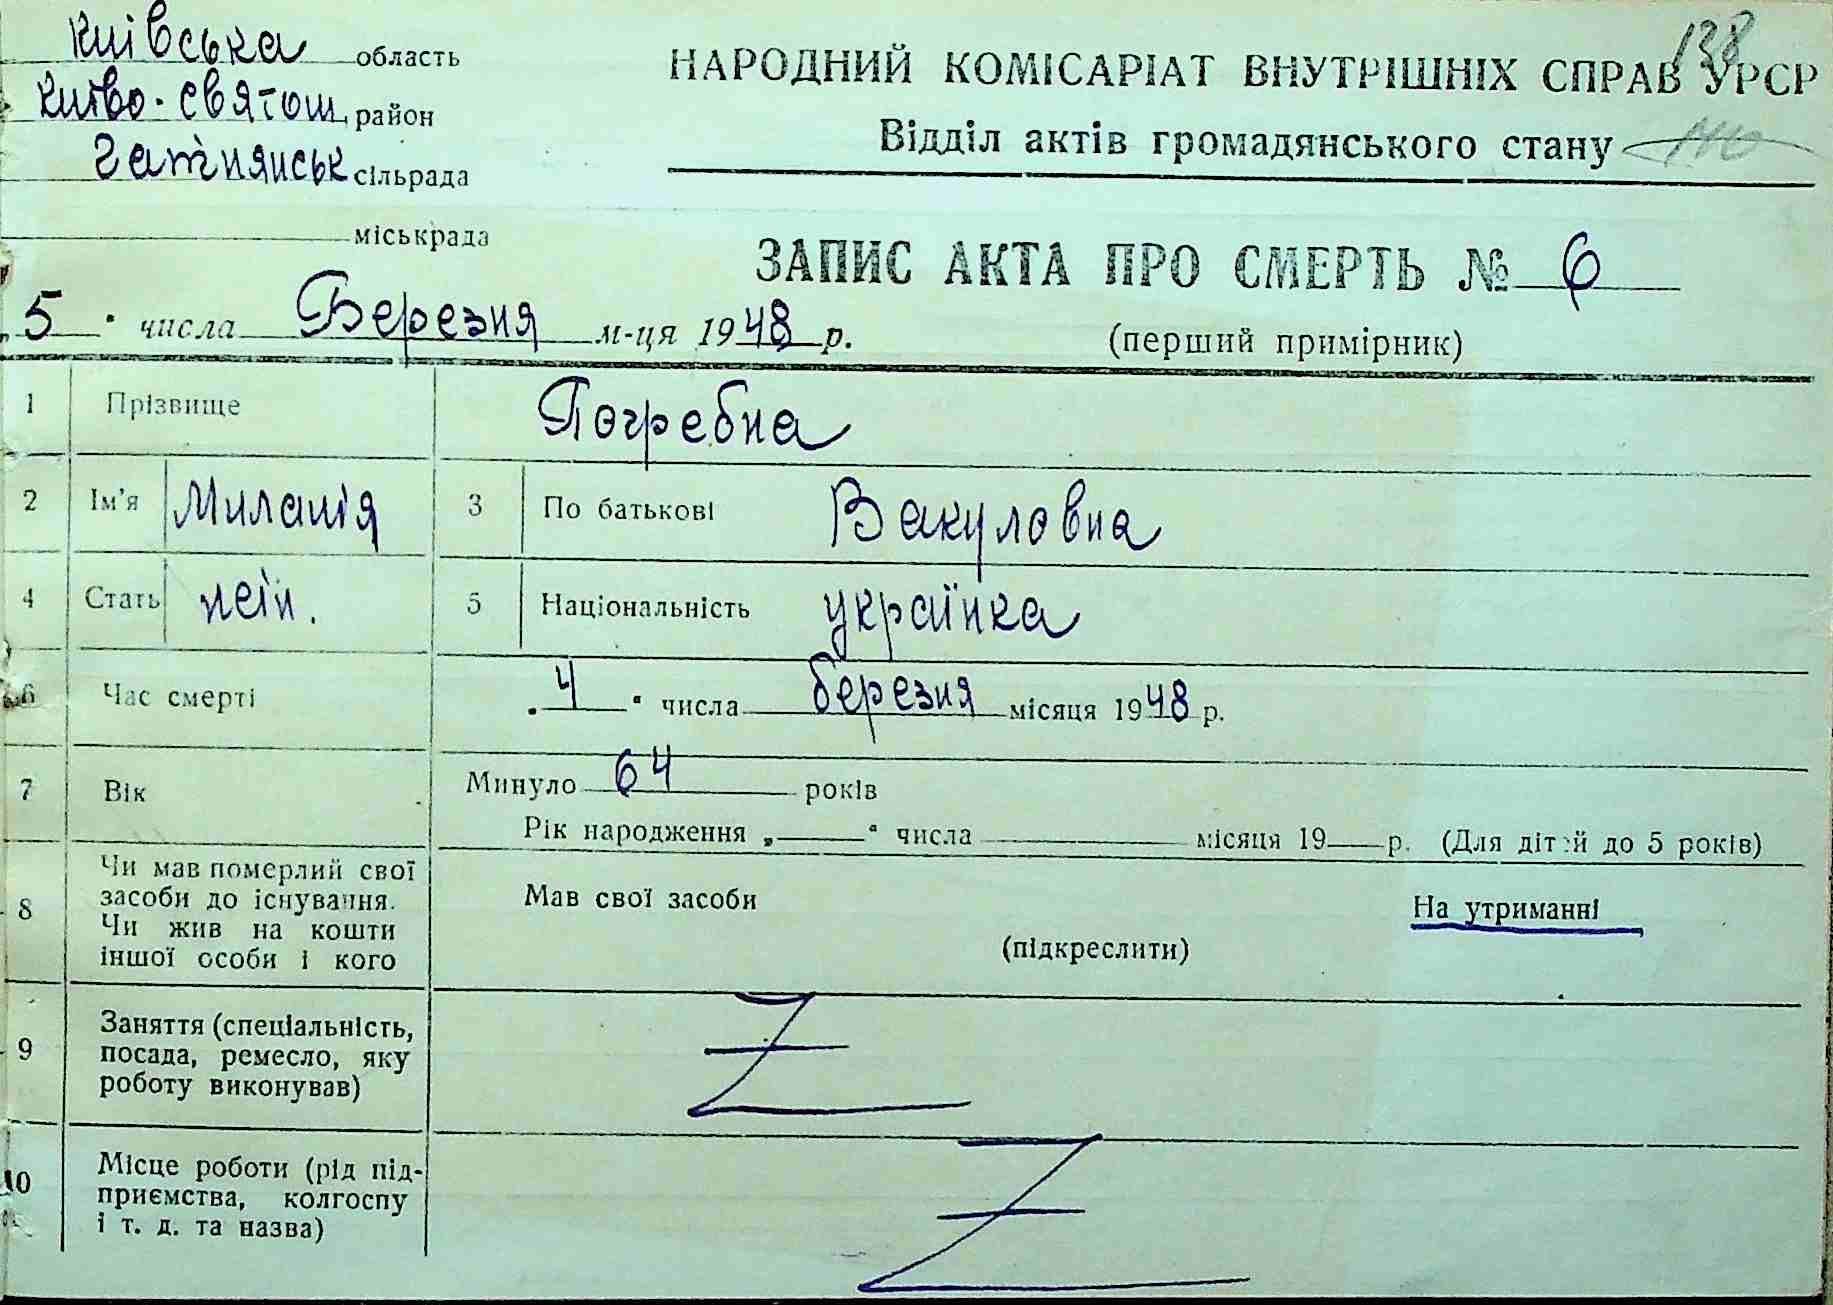 київська область
києво-святош. район
гатнянськ сільрада
міськрада
138
НАРОДНИЙ КОМІСАРІАТ ВНУТРІШНІХ СПРАВ УРСР
Відділ актів громадянського стану
ЗАПИС АКТА ПРО СМЕРТЬ № 6
(перший примірник)
„5“ числа Березня м-ця 1948 р.
1 Прізвище Погребна
2 Ім'я Миланія 3 По батькові Вакуловна
4 Стать 5 Національність українка
6 Час смерті „4“ числа березня місяця 1948 р.
7 Вік Минуло 64 років
Рік народження „ “ числа місяця 19 р. (Для дітей до 5 років)
8 Чи мав померлий свої
засоби до існування.
Чи жив на кошти
іншої особи і кого
Мав свої засоби На утриманні
(підкреслити)
9 Заняття (спеціальність,
посада, ремесло, яку
роботу виконував)
Z
10 Місце роботи (рід під-
приємства, колгоспу
і т. д. та назва)
Z